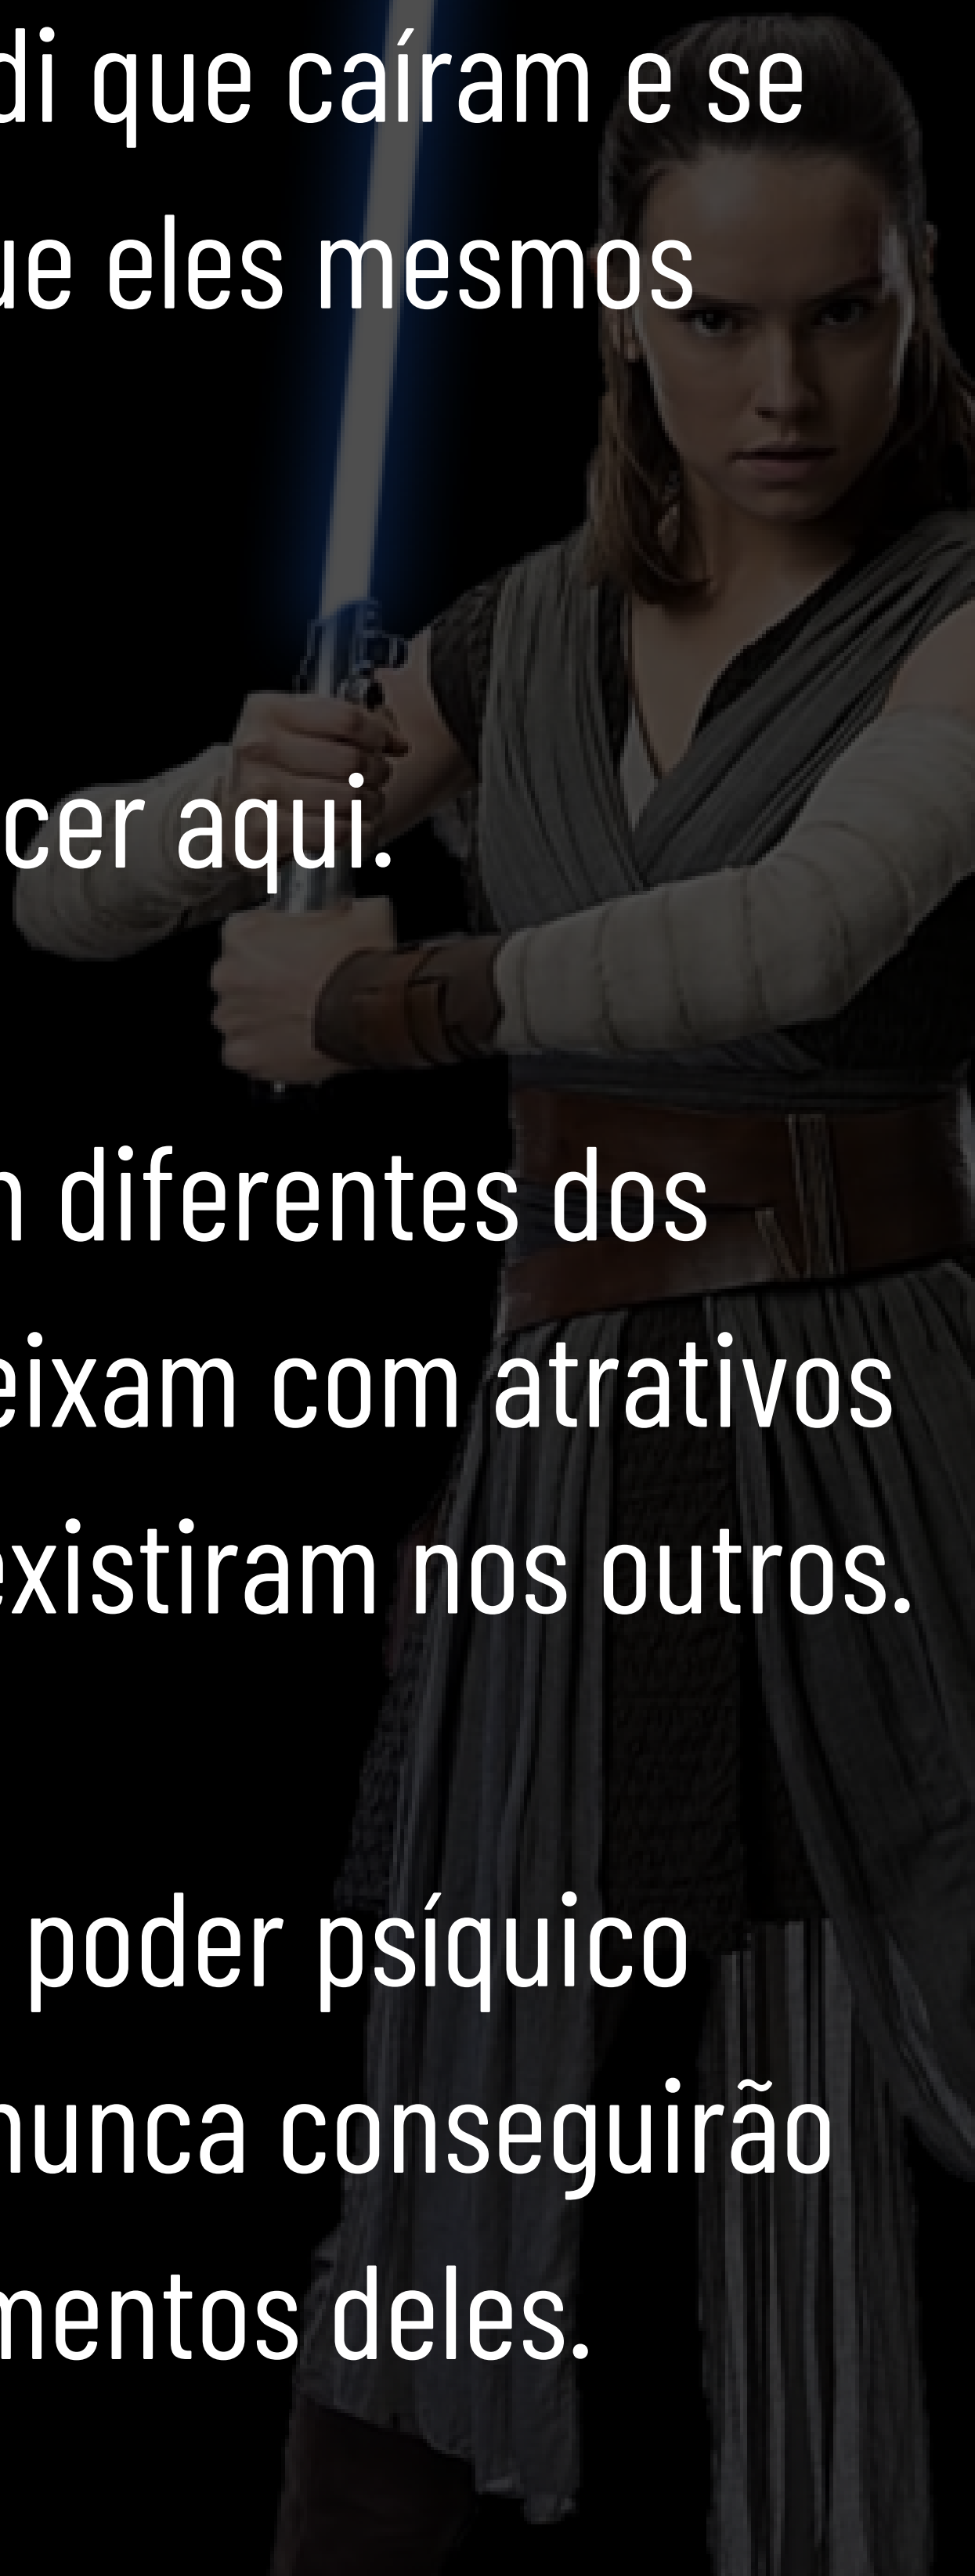 di que caíram e se
ue eles mesmos
cer aqui.
diferentes dos
eixam com atrativos
existiram nos outros.
poder psíquico
nunca conseguirão
mentos deles.